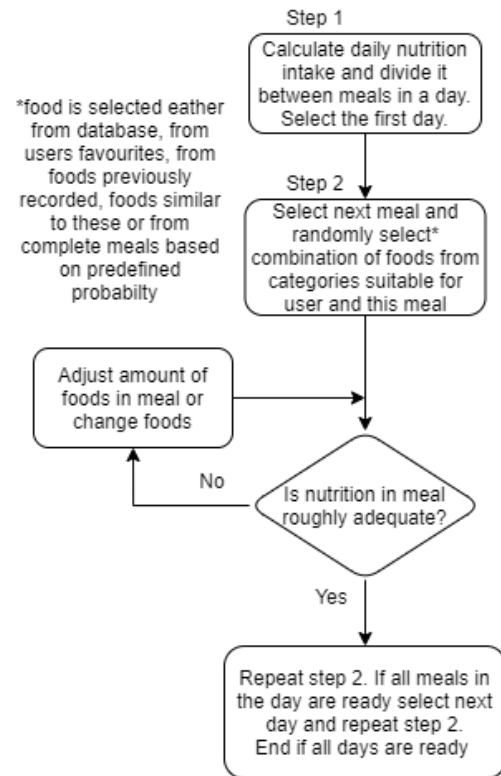 Step 1
Calculate daily nutrition
intake and divide it
between meals in a day.
Select the first day.
*food is selected eather
from database, from
users favourites, from
foods previously
recorded, foods similar
to these or from
complete meals based
on predefined
probabilty
Step 2
Select next meal and
randomly select*
combination of foods from
categories suitable for
user and this meal
Adjust amount of
foods in meal or
change foods
No
Is nutrition in meal
roughly adequate?
Yes
Repeat step 2. If all meals in
the day are ready select next
day and repeat step 2.
End if all days are ready